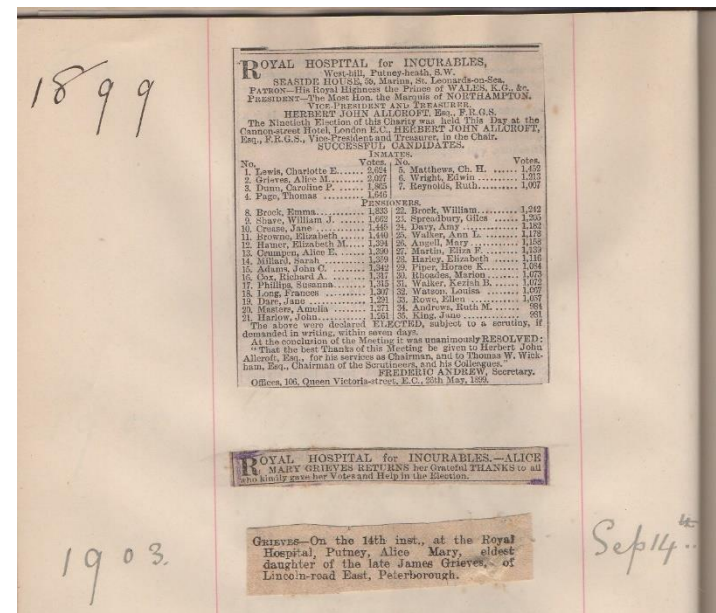 1899
ROYAL HOSPITAL for INCURABLES,
West-hill, Putney-heath, S.W.
SEASIDE HOUSE, 55, Marina, St. Leonards-on-Sea.
PATRON—His Royal Highness the Prince of WALES, K.G., &c.
PRESIDENT—The Most Hon. the Marquis of NORTHAMPTON.
VICE-PRESIDENT AND TREASURER.
HERBERT JOHN ALLCROFT, Esq., F.R.G.S.
The Ninetieth Election of this Charity was held This Day at the
Cannon-street Hotel, London E.C., HERBERT JOHN ALLCROFT,
Esq., F.R.G.S., Vice-President and Treasurer, in the Chair.
SUCCESSFUL CANDIDATES.
INMATES.
No. Votes. No. Votes.
1. Lewis, Charlotte E. 2,624 5. Matthews, Ch. H. 1,452
2. Grieves, Alice M. 2,027 6. Wright, Edwin 1,213
3. Dunn, Caroline P. 1,865 7. Reynolds, Ruth 1,097
4. Page, Thomas 1,646
PENSIONERS.
8. Brock, Emma 1,835 22. Brock, William 1,242
9. Shave, William J. 1,662 23. Spreadbury, Giles 1,205
10. Crease, Jane 1,445 24. Davy, Amy 1,182
11. Browne, Elizabeth 1,440 25. Walker, Ann L. 1,178
12. Hamer, Elizabeth M. 1,394 26. Angell, Mary 1,158
13. Crumpen, Alice E. 1,390 27. Martin, Eliza F. 1,139
14. Millard, Sarah 1,359 28. Harley, Elizabeth 1,116
15. Adams, John C. 1,342 29. Piper, Horace K. 1,084
16. Cox, Richard A. 1,317 30. Rhoades, Marion 1,073
17. Phillips, Susanna 1,315 31. Walker, Keziah B. 1,072
18. Long, Frances 1,307 32. Watson, Louisa 1,067
19. Dare, Jane 1,291 33. Rowe, Ellen 1,057
20. Masters, Amelia 1,271 34. Andrews, Ruth M. 984
21. Harlow, John 1,261 35. King, Jane 981
The above were declared ELECTED, subject to a scrutiny, if
demanded in writing, within seven days.
At the conclusion of the Meeting it was unanimously RESOLVED:
"That the best Thanks of this Meeting be given to Herbert John
Allcroft, Esq., for his services as Chairman, and to Thomas W. Wick-
ham, Esq., Chairman of the Scrutineers, and his Colleagues."
FREDERIC ANDREW, Secretary.
Offices, 106, Queen Victoria-street, E.C., 26th May, 1899.
ROYAL HOSPITAL for INCURABLES.—ALICE
MARY GRIEVES RETURNS her Grateful THANKS to all
who kindly gave her Votes and Help in the Election.
GRIEVES—On the 14th inst., at the Royal
Hospital, Putney, Alice Mary, eldest
daughter of the late James Grieves, of
Lincoln-road East, Peterborough.
1903.
Sep 14th